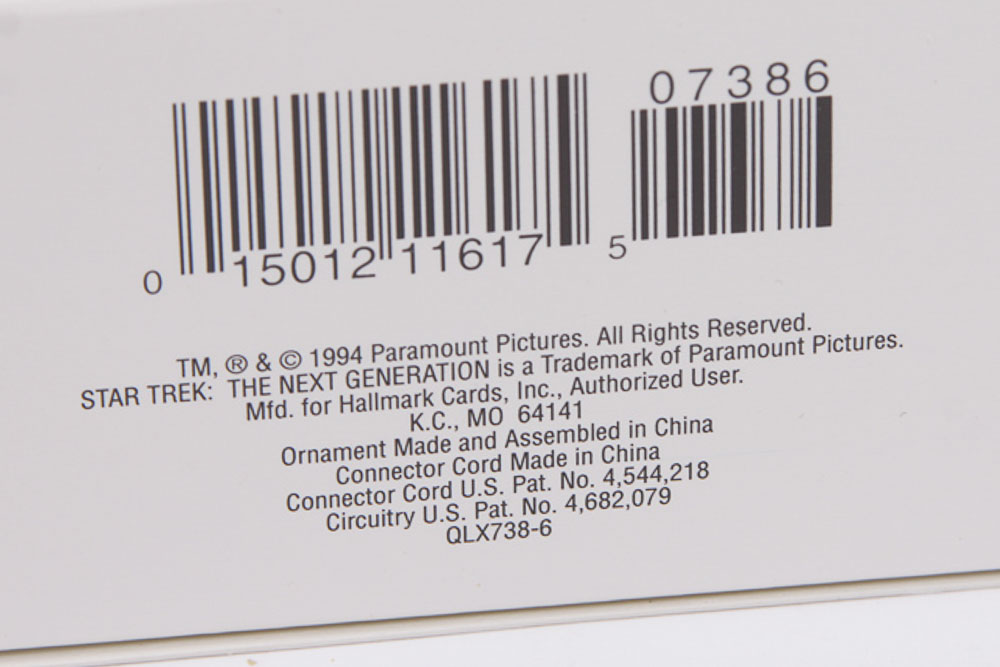 07386
0 15012 11617 5
TM, ® & © 1994 Paramount Pictures. All Rights Reserved.
STAR TREK: THE NEXT GENERATION is a Trademark of Paramount Pictures.
Mfd. for Hallmark Cards, Inc., Authorized User.
K.C., MO 64141
Ornament Made and Assembled in China
Connector Cord Made in China
Connector Cord U.S. Pat. No. 4,544,218
Circuitry U.S. Pat. No. 4,682,079
QLX738-6